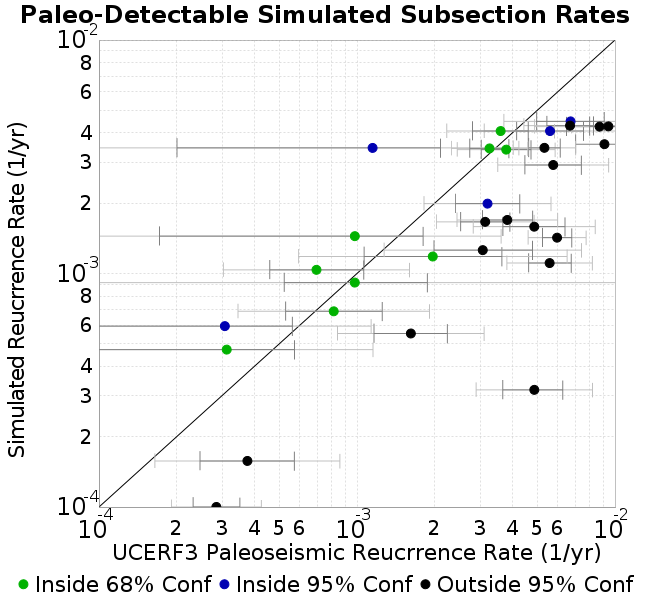 Paleo-Detectable Simulated Subsection Rates
10-2
8
6
4
3
2
10-3
8
6
4
3
2
10-4
Simulated Reucrrence Rate (1/yr)
10-4 2 3 4 5 6 10-3 2 3 4 5 6 10-2
UCERF3 Paleoseismic Reucrrence Rate (1/yr)
Inside 68% Conf Inside 95% Conf Outside 95% Conf